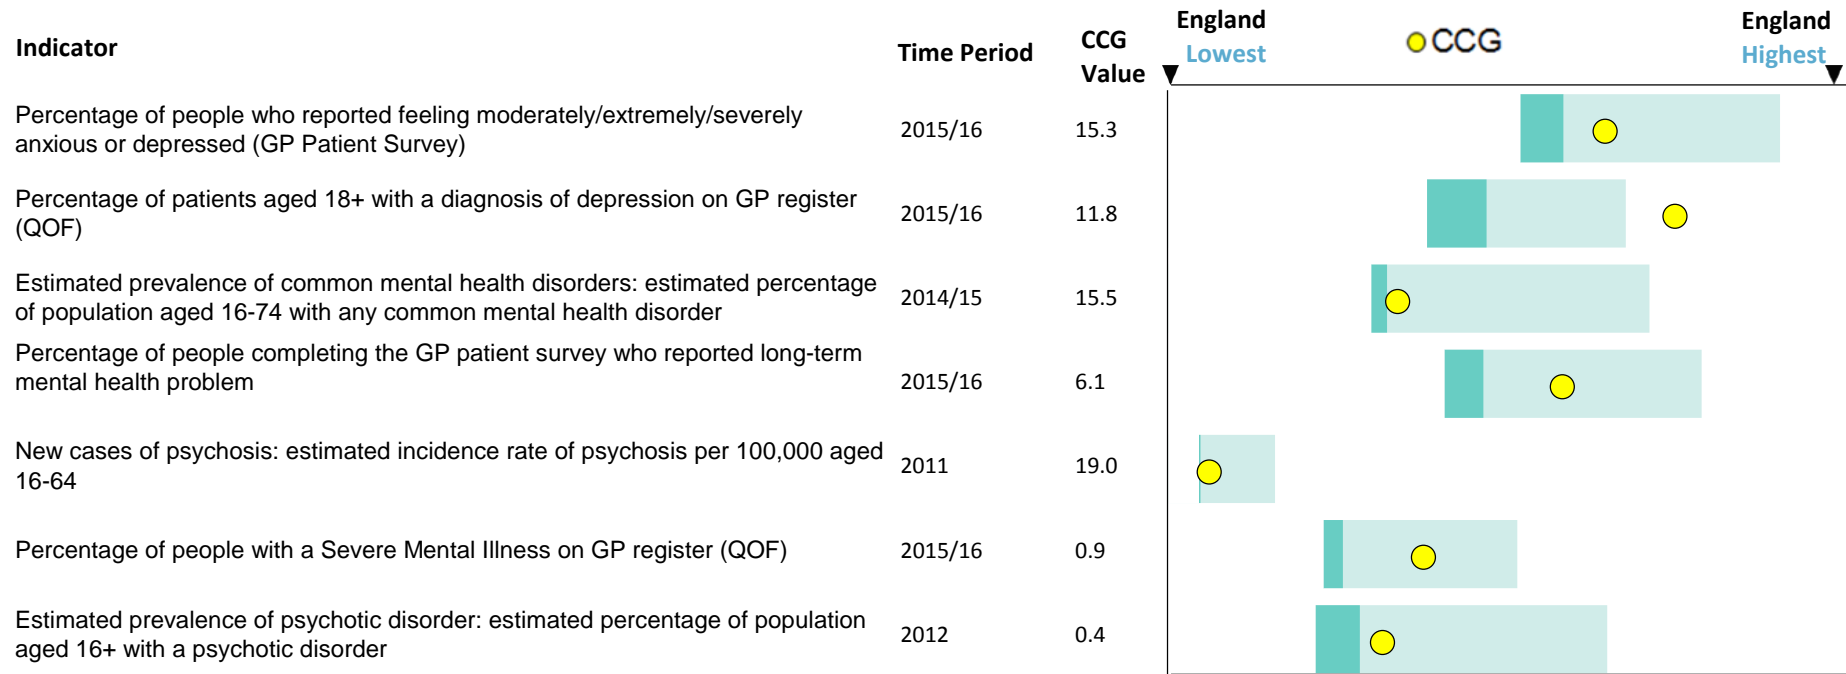 Indicator
Time Period
CCG
Value
England
Lowest
CCG
England
Highest
Percentage of people who reported feeling moderately/extremely/severely
anxious or depressed (GP Patient Survey)
2015/16
15.3
Percentage of patients aged 18+ with a diagnosis of depression on GP register
(QOF)
2015/16
11.8
Estimated prevalence of common mental health disorders: estimated percentage
of population aged 16-74 with any common mental health disorder
2014/15
15.5
Percentage of people completing the GP patient survey who reported long-term
mental health problem
2015/16
6.1
New cases of psychosis: estimated incidence rate of psychosis per 100,000 aged
16-64
2011
19.0
Percentage of people with a Severe Mental Illness on GP register (QOF)
2015/16
0.9
Estimated prevalence of psychotic disorder: estimated percentage of population
aged 16+ with a psychotic disorder
2012
0.4